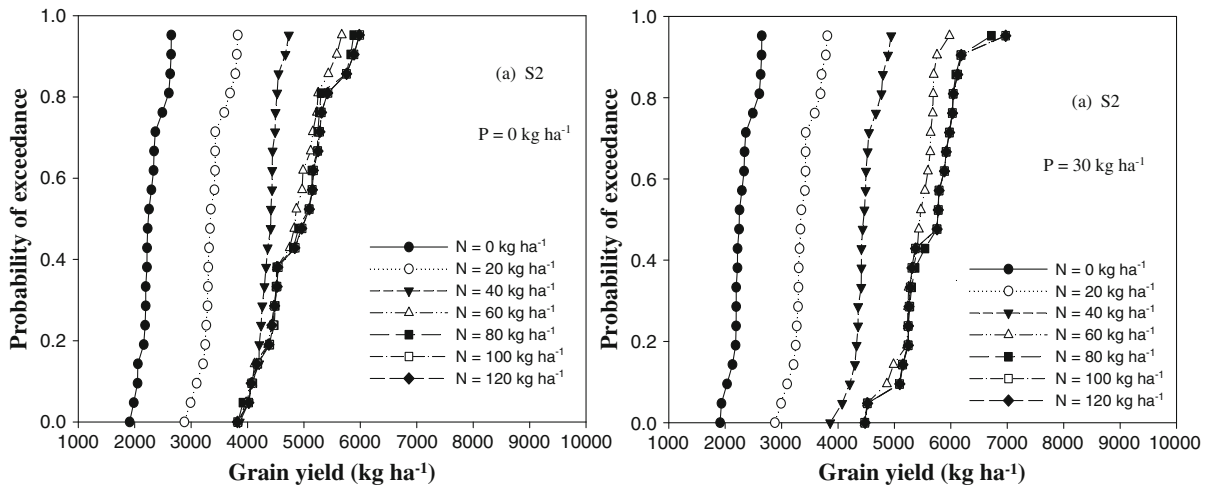 1.0
0.8
0.6
0.4
0.2
0.0
Probability of exceedance
(a) S2
P = 0 kg ha-1
N = 0 kg ha-1
N = 20 kg ha-1
N = 40 kg ha-1
N = 60 kg ha-1
N = 80 kg ha-1
N = 100 kg ha-1
N = 120 kg ha-1
1000 2000 3000 4000 5000 6000 7000 8000 9000 10000
Grain yield (kg ha-1)
1.0
0.8
0.6
0.4
0.2
0.0
Probability of exceedance
(a) S2
P = 30 kg ha-1
N = 0 kg ha-1
N = 20 kg ha-1
N = 40 kg ha-1
N = 60 kg ha-1
N = 80 kg ha-1
N = 100 kg ha-1
N = 120 kg ha-1
1000 2000 3000 4000 5000 6000 7000 8000 9000 10000
Grain yield (kg ha-1)